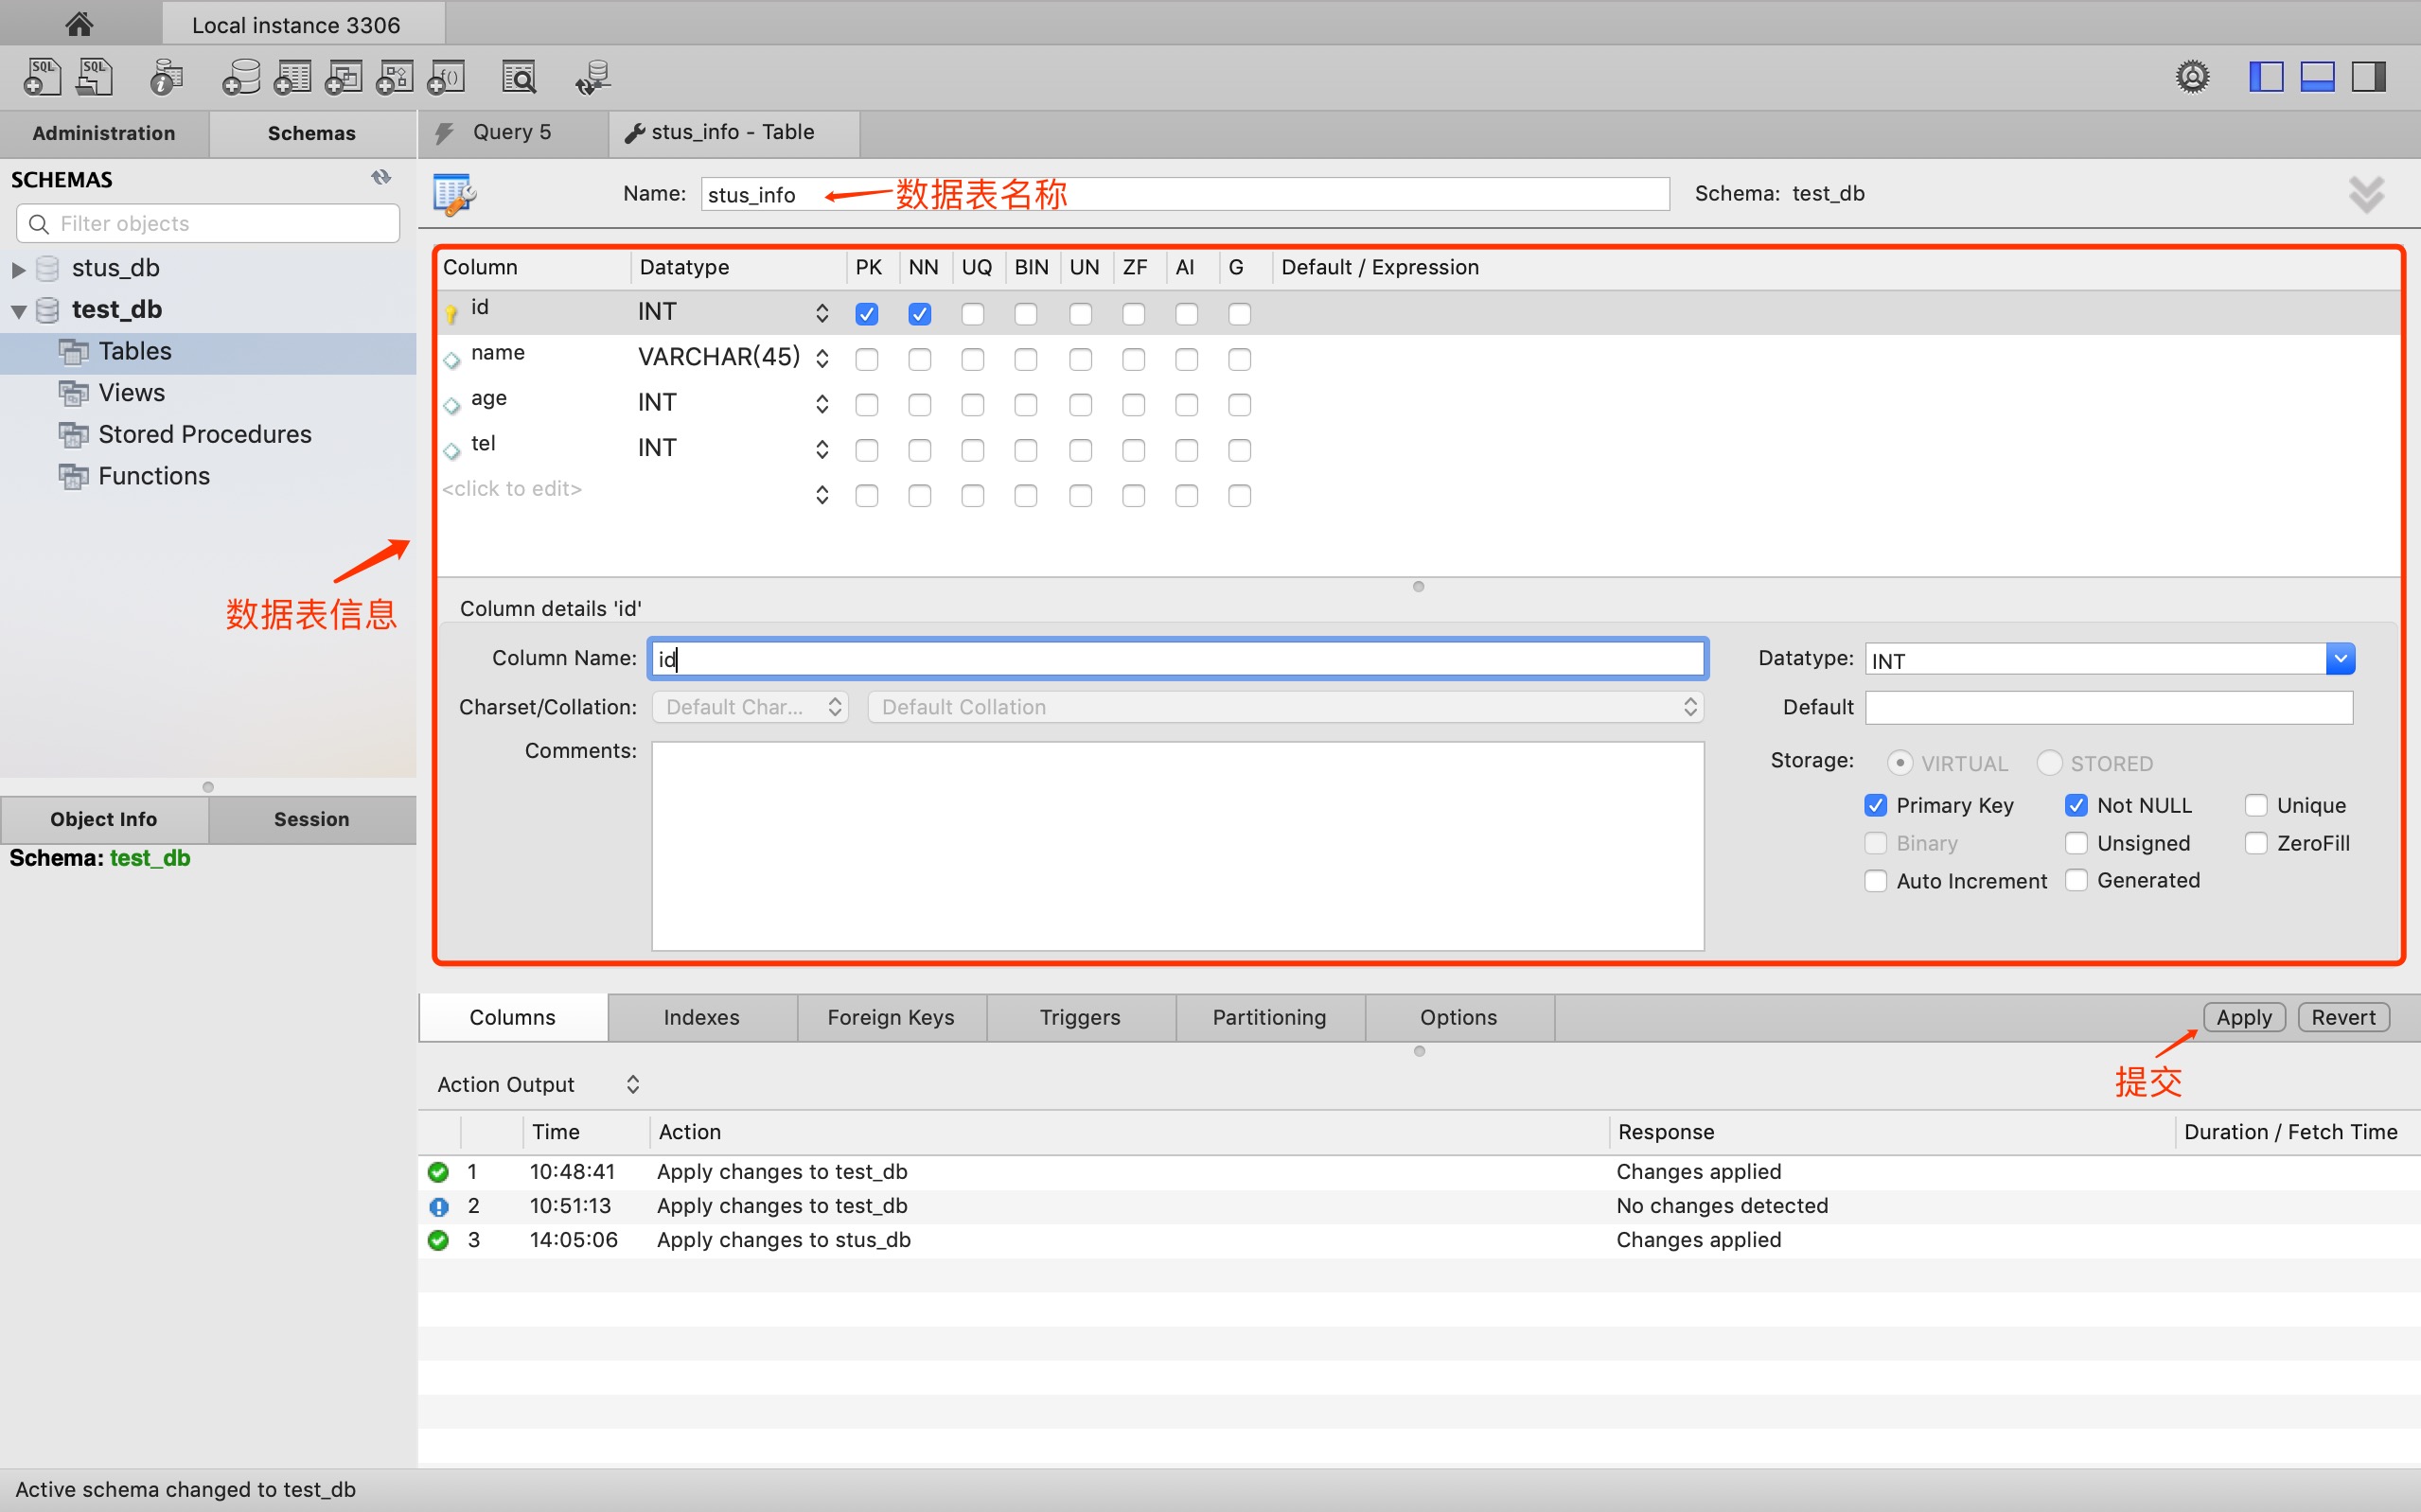 Local instance 3306
SQL SQL f()
Administration Schemas Query 5 stus_info - Table
SCHEMAS
Filter objects
stus_db
test_db
Tables
Views
Stored Procedures
Functions
数据表信息
Object Info Session
Schema: test_db
Name: stus_info 数据表名称 Schema: test_db
Column Datatype PK NN UQ BIN UN ZF AI G Default / Expression
id INT
name VARCHAR(45)
age INT
tel INT
<click to edit>
Column details 'id'
Column Name: id Datatype: INT
Charset/Collation: Default Char... Default Collation Default
Comments: Storage: VIRTUAL STORED
Primary Key Not NULL Unique
Binary Unsigned ZeroFill
Auto Increment Generated
Columns Indexes Foreign Keys Triggers Partitioning Options Apply Revert
提交
Action Output
Time Action Response Duration / Fetch Time
1 10:48:41 Apply changes to test_db Changes applied
2 10:51:13 Apply changes to test_db No changes detected
3 14:05:06 Apply changes to stus_db Changes applied
Active schema changed to test_db